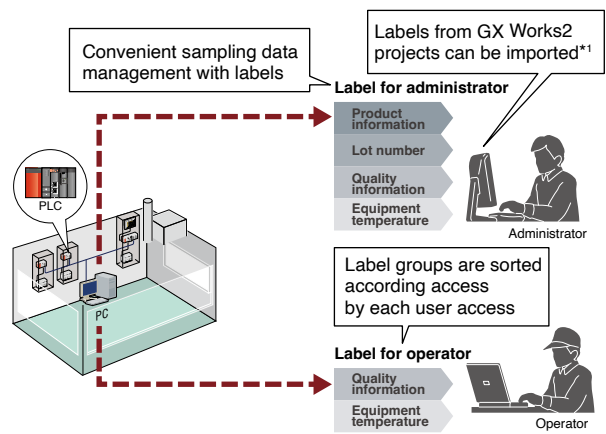 Convenient sampling data
management with labels
Labels from GX Works2
projects can be imported*1
Label for administrator
Product
information
Lot number
Quality
information
Equipment
temperature
Administrator
PLC
PC
Label groups are sorted
according access
by each user access
Label for operator
Quality
information
Equipment
temperature
Operator